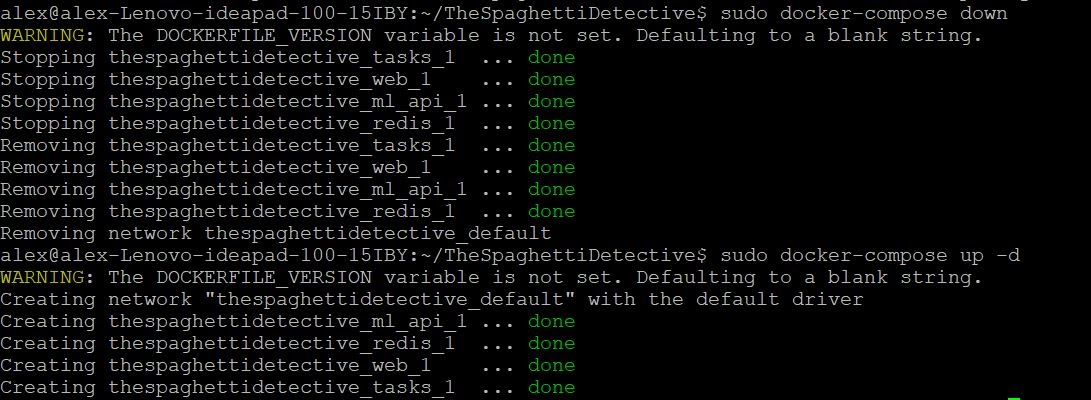 alex@alex-Lenovo-ideapad-100-15IBY:~/TheSpaghettiDetective$ sudo docker-compose down
WARNING: The DOCKERFILE_VERSION variable is not set. Defaulting to a blank string.
Stopping thespaghettidetective_tasks_1  ... done
Stopping thespaghettidetective_web_1    ... done
Stopping thespaghettidetective_ml_api_1 ... done
Stopping thespaghettidetective_redis_1  ... done
Removing thespaghettidetective_tasks_1  ... done
Removing thespaghettidetective_web_1    ... done
Removing thespaghettidetective_ml_api_1 ... done
Removing thespaghettidetective_redis_1  ... done
Removing network thespaghettidetective_default
alex@alex-Lenovo-ideapad-100-15IBY:~/TheSpaghettiDetective$ sudo docker-compose up -d
WARNING: The DOCKERFILE_VERSION variable is not set. Defaulting to a blank string.
Creating network "thespaghettidetective_default" with the default driver
Creating thespaghettidetective_ml_api_1 ... done
Creating thespaghettidetective_redis_1  ... done
Creating thespaghettidetective_web_1    ... done
Creating thespaghettidetective_tasks_1  ... done